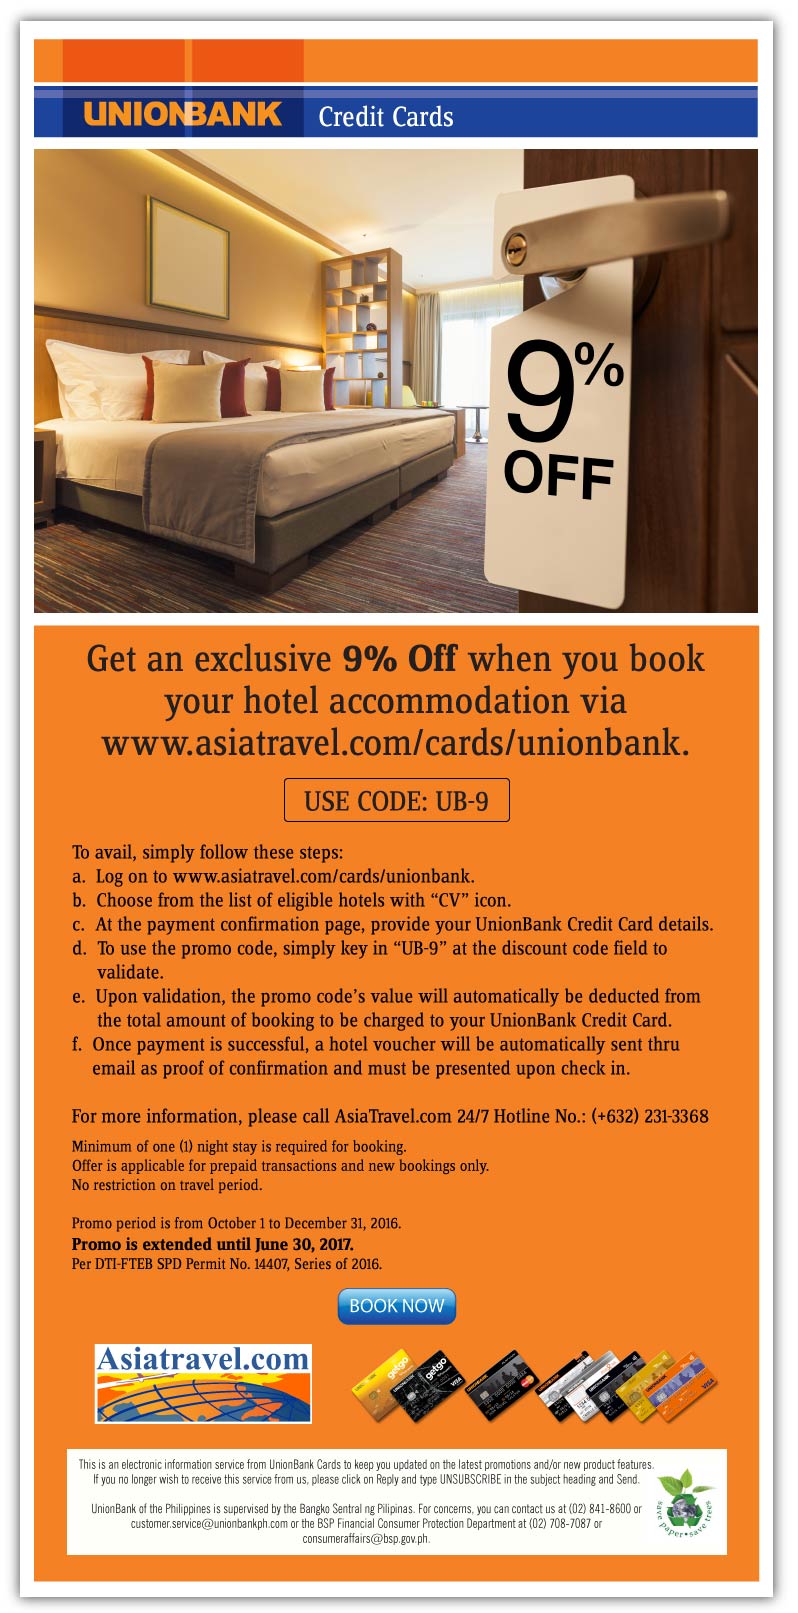 UNIONBANK Credit Cards
9%
OFF
Get an exclusive 9% Off when you book
your hotel accommodation via
www.asiatravel.com/cards/unionbank.
USE CODE: UB-9
To avail, simply follow these steps:
a. Log on to www.asiatravel.com/cards/unionbank.
b. Choose from the list of eligible hotels with “CV” icon.
c. At the payment confirmation page, provide your UnionBank Credit Card details.
d. To use the promo code, simply key in “UB-9” at the discount code field to
validate.
e. Upon validation, the promo code’s value will automatically be deducted from
the total amount of booking to be charged to your UnionBank Credit Card.
f. Once payment is successful, a hotel voucher will be automatically sent thru
email as proof of confirmation and must be presented upon check in.
For more information, please call AsiaTravel.com 24/7 Hotline No.: (+632) 231-3368
Minimum of one (1) night stay is required for booking.
Offer is applicable for prepaid transactions and new bookings only.
No restriction on travel period.
Promo period is from October 1 to December 31, 2016.
Promo is extended until June 30, 2017.
Per DTI-FTEB SPD Permit No. 14407, Series of 2016.
BOOK NOW
Asiatravel.com
getgo
getgo
VISA
UNIONBANK
UNIONBANK
VISA
This is an electronic information service from UnionBank Cards to keep you updated on the latest promotions and/or new product features.
If you no longer wish to receive this service from us, please click on Reply and type UNSUBSCRIBE in the subject heading and Send.
UnionBank of the Philippines is supervised by the Bangko Sentral ng Pilipinas. For concerns, you can contact us at (02) 841-8600 or
customer.service@unionbankph.com or the BSP Financial Consumer Protection Department at (02) 708-7087 or
consumeraffairs@bsp.gov.ph.
save paper • save trees